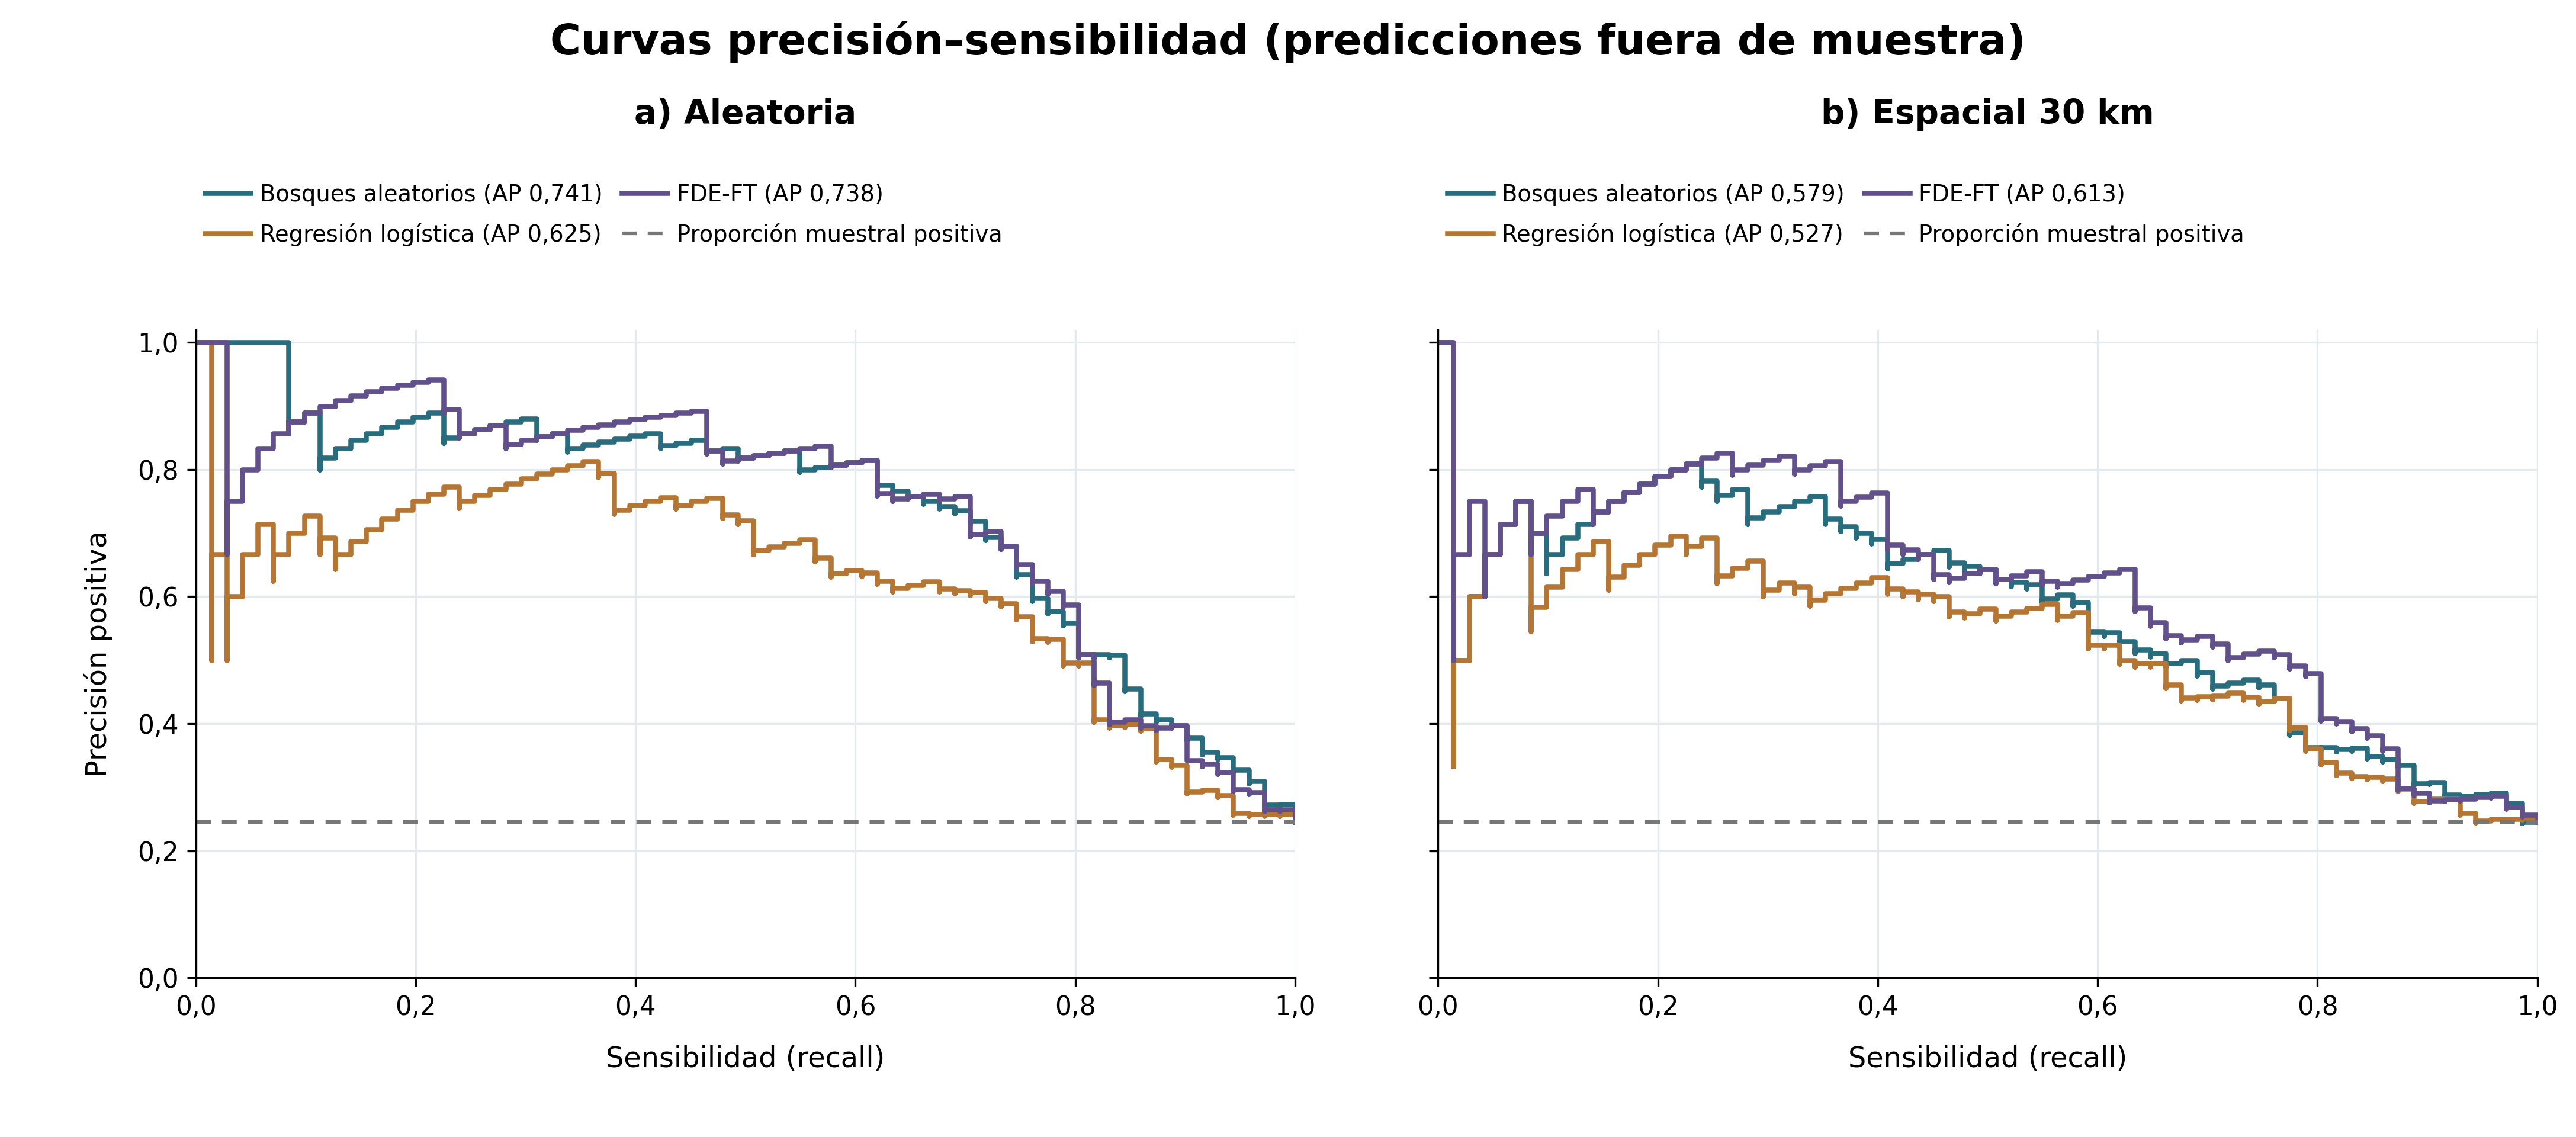 Curvas precisión–sensibilidad (predicciones fuera de muestra)
a) Aleatoria
Bosques aleatorios (AP 0,741)
FDE-FT (AP 0,738)
Regresión logística (AP 0,625)
Proporción muestral positiva
Precisión positiva
1,0
0,8
0,6
0,4
0,2
0,0
0,0 0,2 0,4 0,6 0,8 1,0
Sensibilidad (recall)
b) Espacial 30 km
Bosques aleatorios (AP 0,579)
FDE-FT (AP 0,613)
Regresión logística (AP 0,527)
Proporción muestral positiva
0,0 0,2 0,4 0,6 0,8 1,0
Sensibilidad (recall)